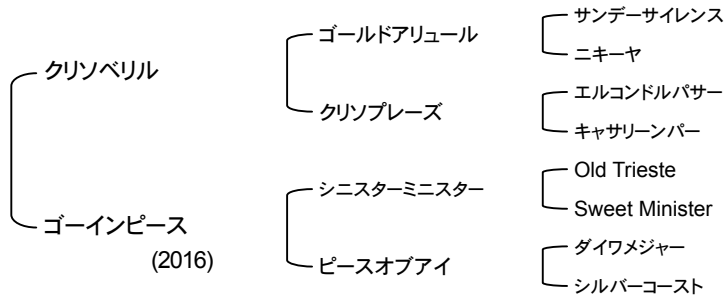 クリソベリル
ゴーインピース
(2016)
ゴールドアリュール
クリソプレーズ
シニスターミニスター
ピースオブアイ
サンデーサイレンス
ニキーヤ
エルコンドルパサー
キャサリーンパー
Old Trieste
Sweet Minister
ダイワメジャー
シルバーコースト